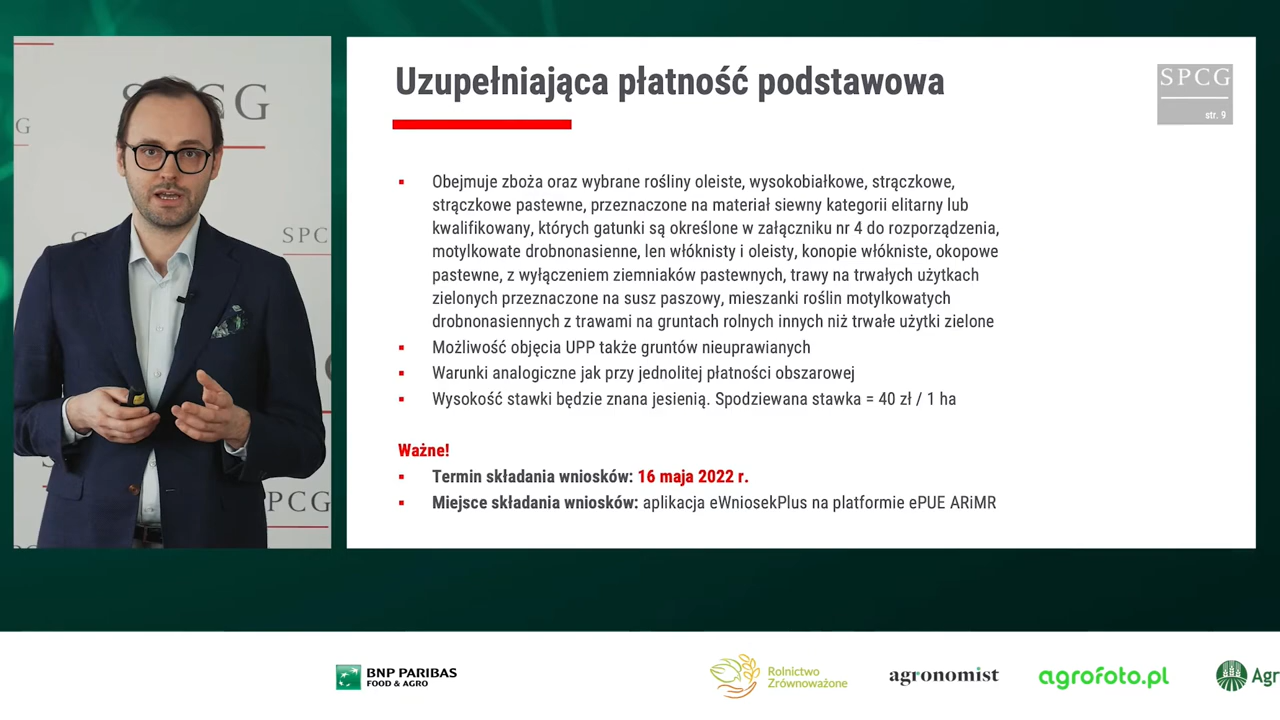 SPCG
G
SPC
PCG
Uzupełniająca płatność podstawowa
SPCG
str. 9
▪ Obejmuje zboża oraz wybrane rośliny oleiste, wysokobiałkowe, strączkowe,
strączkowe pastewne, przeznaczone na materiał siewny kategorii elitarny lub
kwalifikowany, których gatunki są określone w załączniku nr 4 do rozporządzenia,
motylkowate drobnonasienne, len włóknisty i oleisty, konopie włókniste, okopowe
pastewne, z wyłączeniem ziemniaków pastewnych, trawy na trwałych użytkach
zielonych przeznaczone na susz paszowy, mieszanki roślin motylkowatych
drobnonasiennych z trawami na gruntach rolnych innych niż trwałe użytki zielone
▪ Możliwość objęcia UPP także gruntów nieuprawianych
▪ Warunki analogiczne jak przy jednolitej płatności obszarowej
▪ Wysokość stawki będzie znana jesienią. Spodziewana stawka = 40 zł / 1 ha
Ważne!
▪ Termin składania wniosków: 16 maja 2022 r.
▪ Miejsce składania wniosków: aplikacja eWniosekPlus na platformie ePUE ARiMR
BNP PARIBAS
FOOD & AGRO
Rolnictwo
Zrównoważone
agronomist
agrofoto.pl
Agr